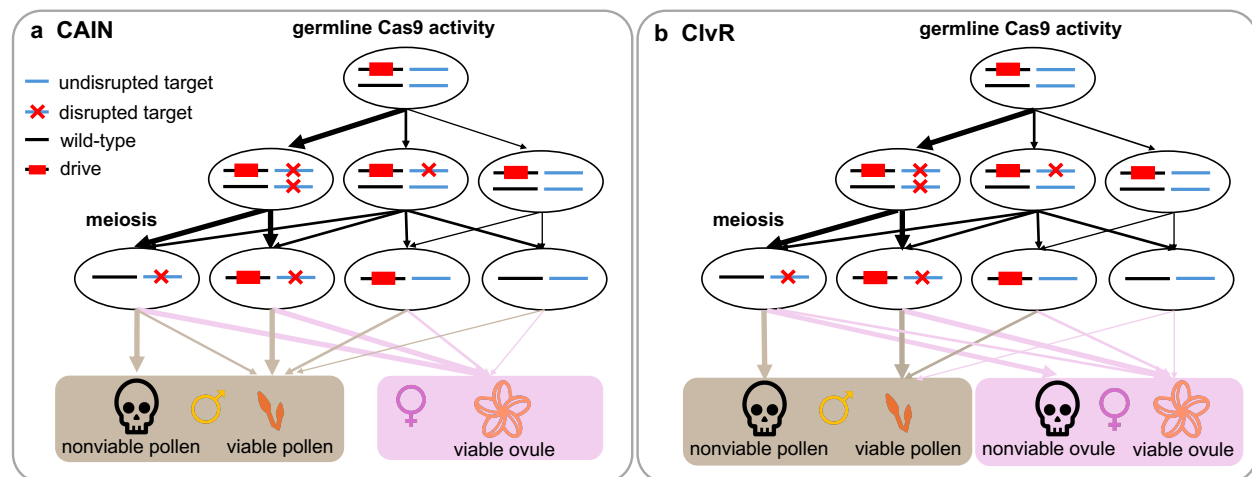 a CAIN
germline Cas9 activity
undisrupted target
disrupted target
wild-type
drive
meiosis
nonviable pollen
viable pollen
viable ovule
b ClvR
germline Cas9 activity
meiosis
nonviable pollen
viable pollen
nonviable ovule
viable ovule